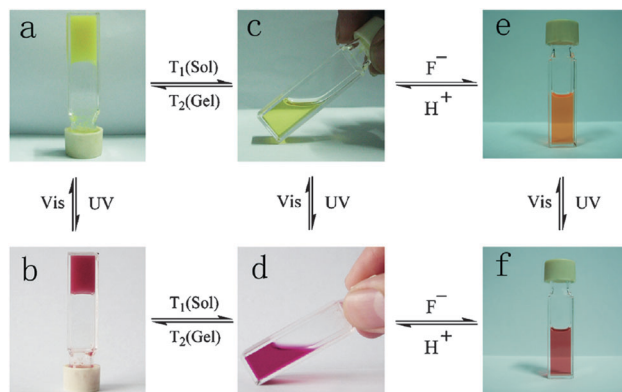 a
c
e
T₁(Sol)
T₂(Gel)
F⁻
H⁺
Vis
UV
Vis
UV
Vis
UV
b
d
f
T₁(Sol)
T₂(Gel)
F⁻
H⁺